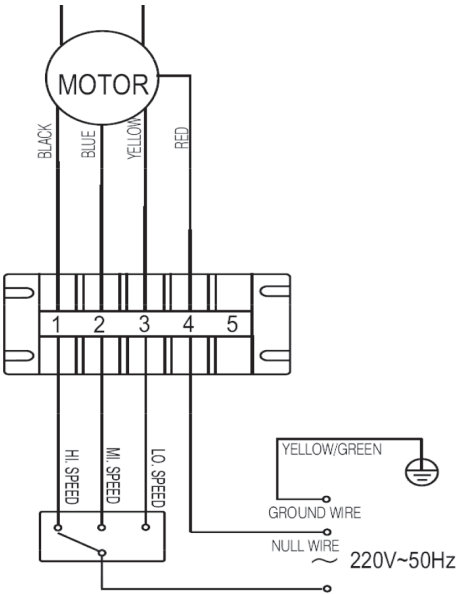 MOTOR
BLACK
BLUE
YELLOW
RED
1 2 3 4 5
HI. SPEED
MI. SPEED
LO. SPEED
YELLOW/GREEN
GROUND WIRE
NULL WIRE
~ 220V~50Hz